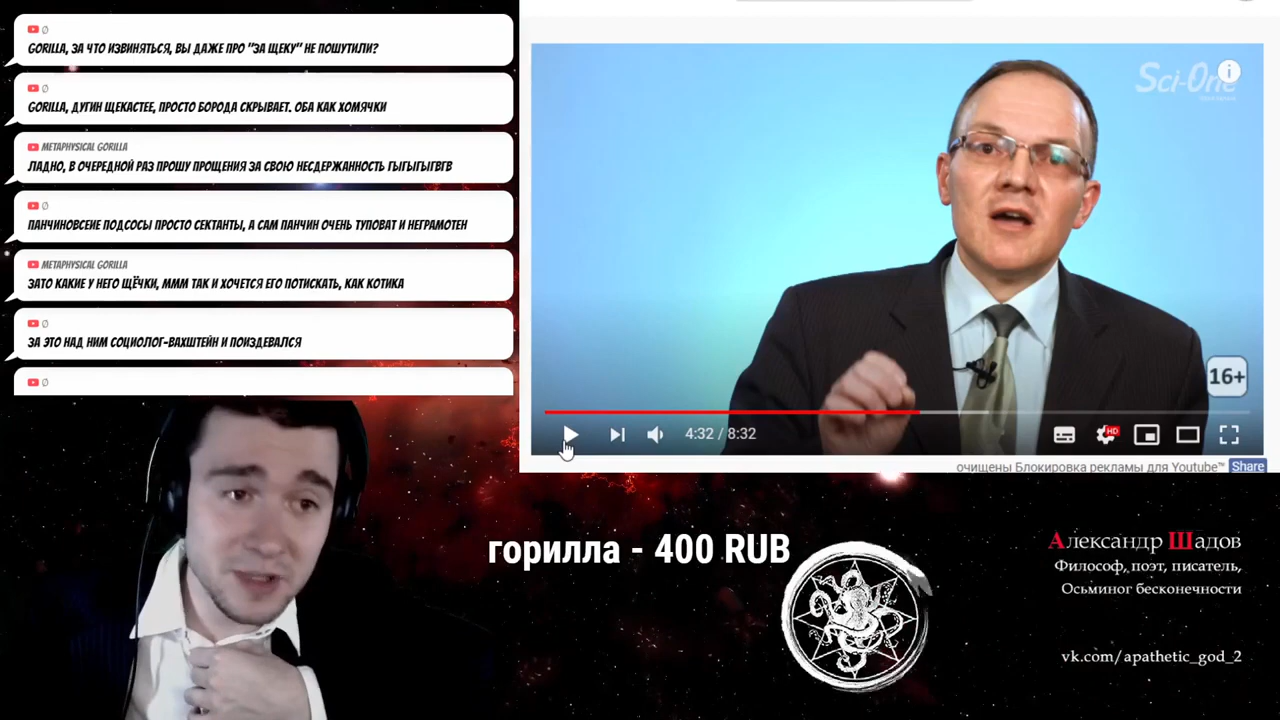 Ø
GORILLA, ЗА ЧТО ИЗВИНЯТЬСЯ, ВЫ ДАЖЕ ПРО "ЗА ЩЕКУ" НЕ ПОШУТИЛИ?
Ø
GORILLA, ДУГИН ЩЕКАСТЕЕ, ПРОСТО БОРОДА СКРЫВАЕТ. ОБА КАК ХОМЯЧКИ
METAPHYSICAL GORILLA
ЛАДНО, В ОЧЕРЕДНОЙ РАЗ ПРОШУ ПРОЩЕНИЯ ЗА СВОЮ НЕСДЕРЖАННОСТЬ ГЫГЫГЫГВГВ
Ø
ПАНЧИНОВСЕИЕ ПОДСОСЫ ПРОСТО СЕКТАНТЫ, А САМ ПАНЧИН ОЧЕНЬ ТУПОВАТ И НЕГРАМОТЕН
METAPHYSICAL GORILLA
ЗАТО КАКИЕ У НЕГО ЩЁЧКИ, МММ ТАК И ХОЧЕТСЯ ЕГО ПОТИСКАТЬ, КАК КОТИКА
Ø
ЗА ЭТО НАД НИМ СОЦИОЛОГ-ВАХШТЕЙН И ПОИЗДЕВАЛСЯ
Ø
Sci-One
16+
4:32 / 8:32
HD
очищены Блокировка рекламы для Youtube™ Share
горилла - 400 RUB
Александр Шадов
Философ, поэт, писатель,
Осьминог бесконечности
vk.com/apathetic_god_2